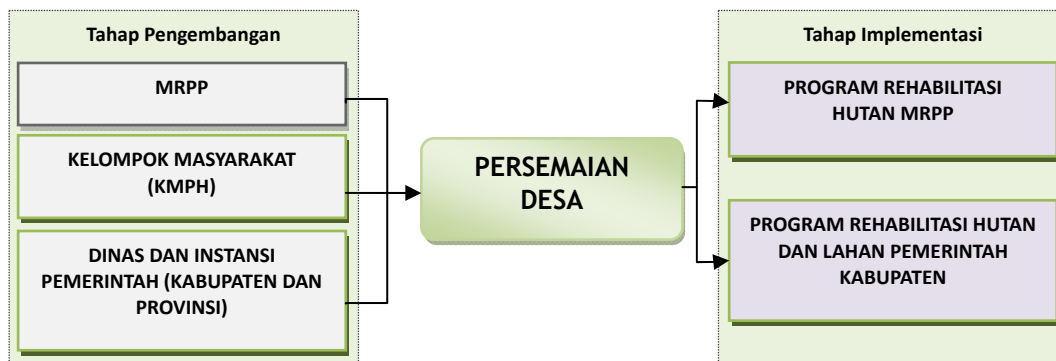 Tahap Pengembangan
MRPP
KELOMPOK MASYARAKAT
(KMPH)
DINAS DAN INSTANSI
PEMERINTAH (KABUPATEN DAN
PROVINSI)
PERSEMAIAN
DESA
Tahap Implementasi
PROGRAM REHABILITASI
HUTAN MRPP
PROGRAM REHABILITASI HUTAN
DAN LAHAN PEMERINTAH
KABUPATEN